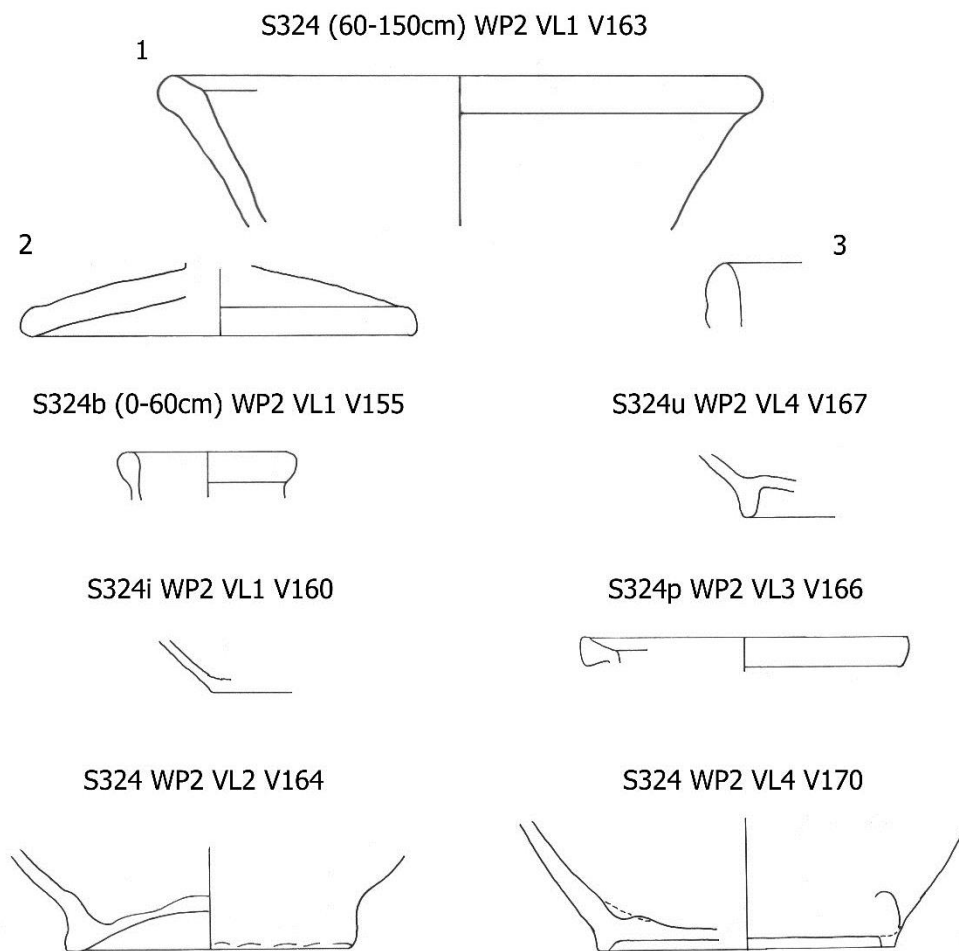 S324 (60-150cm) WP2 VL1 V163
1
2
3
S324b (0-60cm) WP2 VL1 V155
S324u WP2 VL4 V167
S324i WP2 VL1 V160
S324p WP2 VL3 V166
S324 WP2 VL2 V164
S324 WP2 VL4 V170